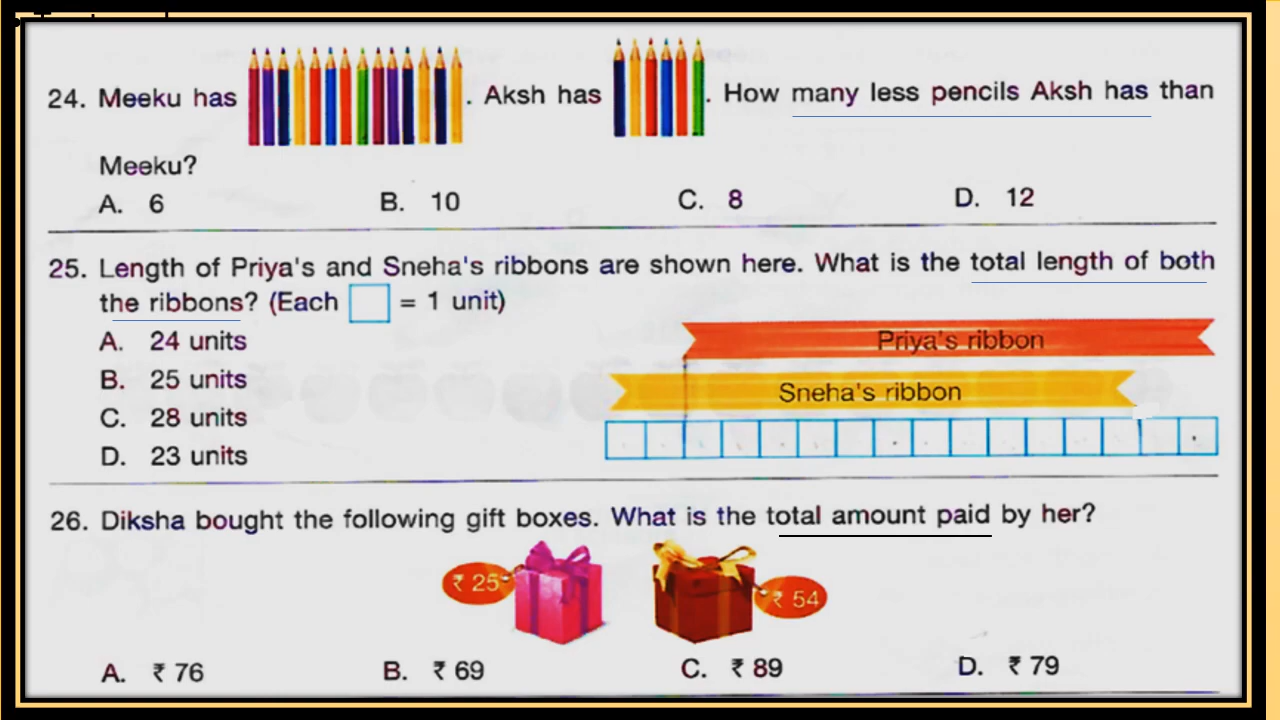 24. Meeku has . Aksh has . How many less pencils Aksh has than
Meeku?
A. 6 B. 10 C. 8 D. 12
25. Length of Priya's and Sneha's ribbons are shown here. What is the total length of both
the ribbons? (Each = 1 unit)
A. 24 units
Priya's ribbon
B. 25 units
Sneha's ribbon
C. 28 units
D. 23 units
26. Diksha bought the following gift boxes. What is the total amount paid by her?
₹ 25
₹ 54
A. ₹ 76 B. ₹ 69 C. ₹ 89 D. ₹ 79